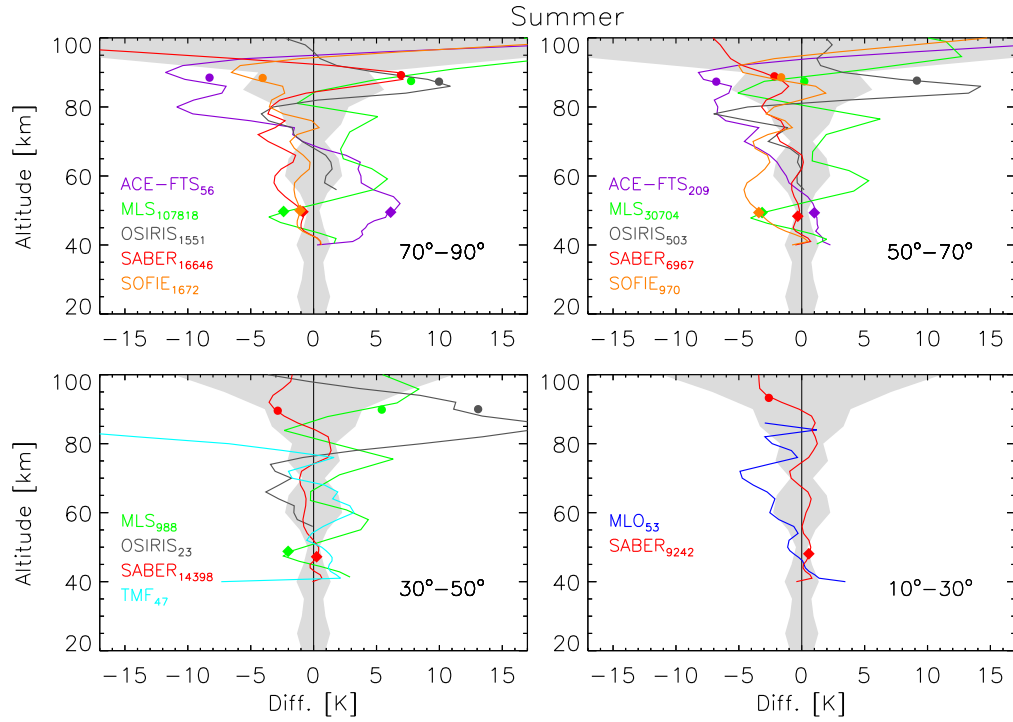 Summer
Altitude [km]
100
80
60
40
20
ACE-FTS56
MLS107818
OSIRIS1551
SABER16646
SOFIE1672
70°-90°
-15 -10 -5 0 5 10 15
100
80
60
40
20
ACE-FTS209
MLS30704
OSIRIS503
SABER6967
SOFIE970
50°-70°
-15 -10 -5 0 5 10 15
Altitude [km]
100
80
60
40
20
MLS988
OSIRIS23
SABER14398
TMF47
30°-50°
-15 -10 -5 0 5 10 15
Diff. [K]
100
80
60
40
20
MLO53
SABER9242
10°-30°
-15 -10 -5 0 5 10 15
Diff. [K]